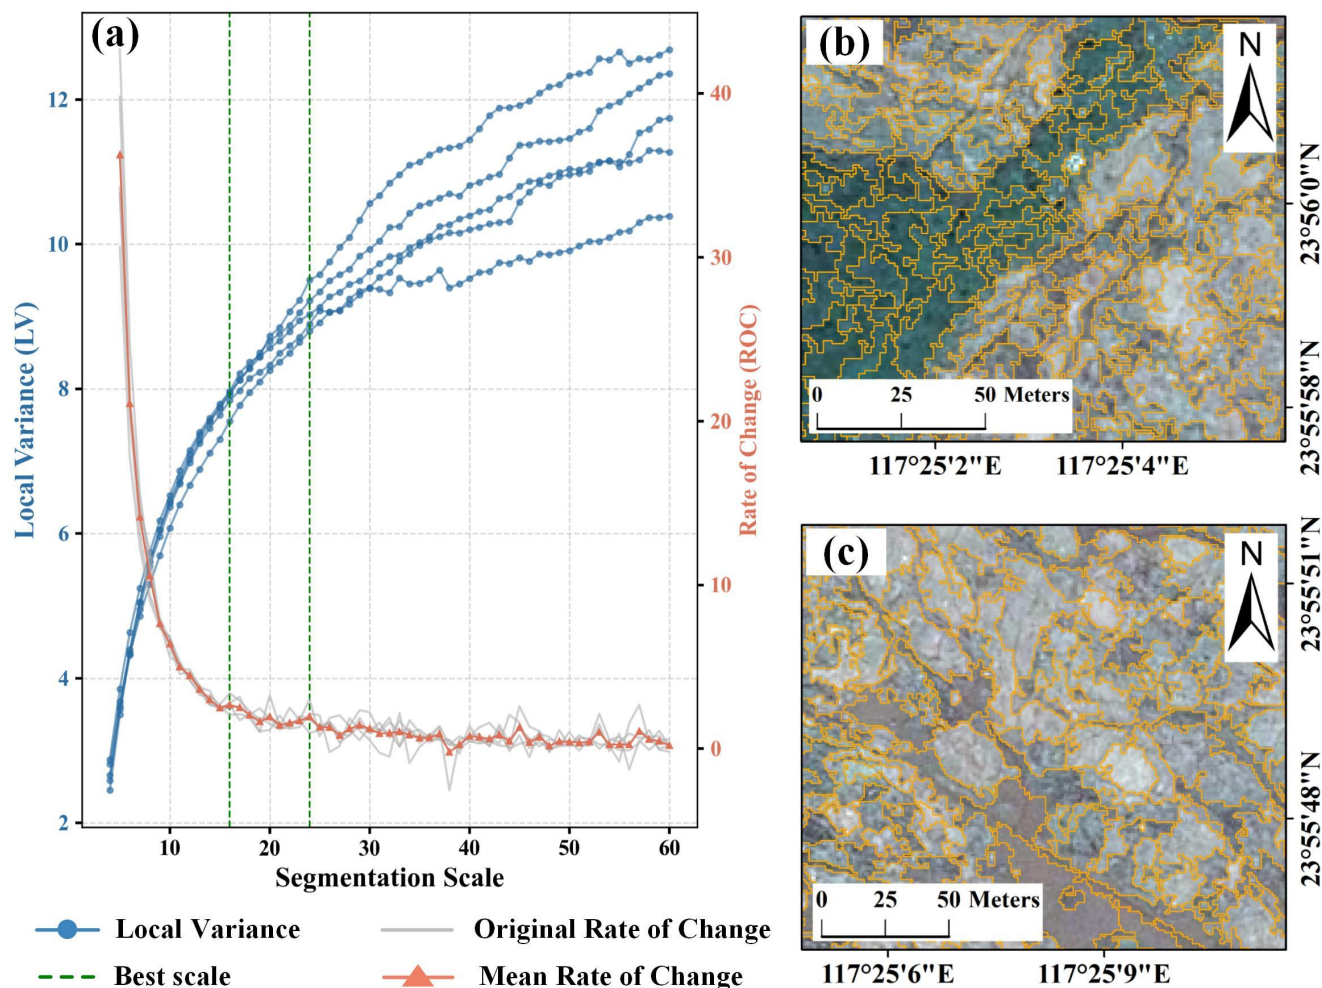 (a)
12
10
8
6
4
2
Local Variance (LV)
40
30
20
10
0
Rate of Change (ROC)
10
20
30
40
50
60
Segmentation Scale
Local Variance
Original Rate of Change
Best scale
Mean Rate of Change
(b)
N
0
25
50 Meters
117°25'2"E
117°25'4"E
23°56'0"N
23°55'58"N
(c)
N
0
25
50 Meters
117°25'6"E
117°25'9"E
23°55'51"N
23°55'48"N